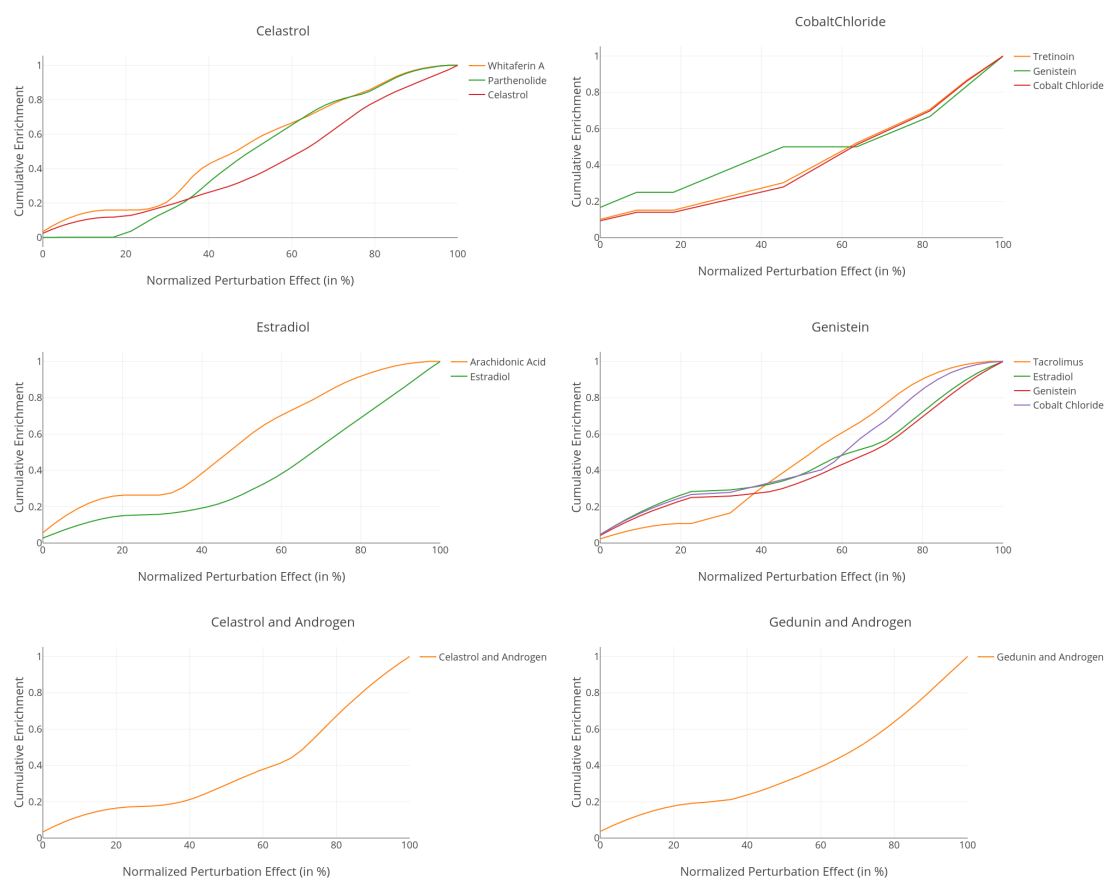 Celastrol
Cumulative Enrichment
1
0.8
0.6
0.4
0.2
0
0 20 40 60 80 100
Normalized Perturbation Effect (in %)
Whitaferin A
Parthenolide
Celastrol
CobaltChloride
Cumulative Enrichment
1
0.8
0.6
0.4
0.2
0
0 20 40 60 80 100
Normalized Perturbation Effect (in %)
Tretinoin
Genistein
Cobalt Chloride
Estradiol
Cumulative Enrichment
1
0.8
0.6
0.4
0.2
0
0 20 40 60 80 100
Normalized Perturbation Effect (in %)
Arachidonic Acid
Estradiol
Genistein
Cumulative Enrichment
1
0.8
0.6
0.4
0.2
0
0 20 40 60 80 100
Normalized Perturbation Effect (in %)
Tacrolimus
Estradiol
Genistein
Cobalt Chloride
Celastrol and Androgen
Cumulative Enrichment
1
0.8
0.6
0.4
0.2
0
0 20 40 60 80 100
Normalized Perturbation Effect (in %)
Celastrol and Androgen
Gedunin and Androgen
Cumulative Enrichment
1
0.8
0.6
0.4
0.2
0
0 20 40 60 80 100
Normalized Perturbation Effect (in %)
Gedunin and Androgen